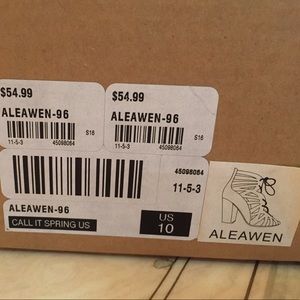 $54.99
ALEAWEN-96
S16
11-5-3 45098064
$54.99
ALEAWEN-96
S16
11-5-3 45098064
45098064
11-5-3
ALEAWEN-96
CALL IT SPRING US
US
10
ALEAWEN